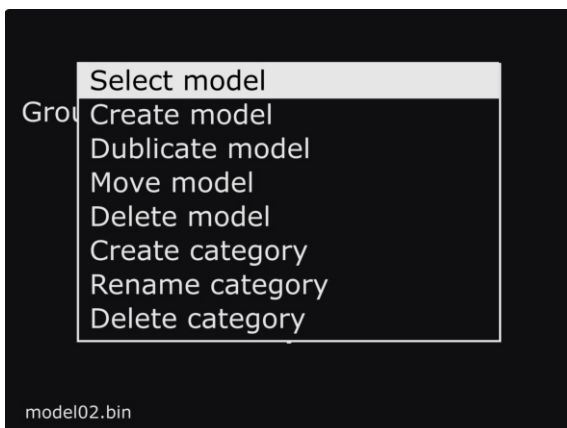 Select model
Create model
Dublicate model
Move model
Delete model
Create category
Rename category
Delete category
model02.bin